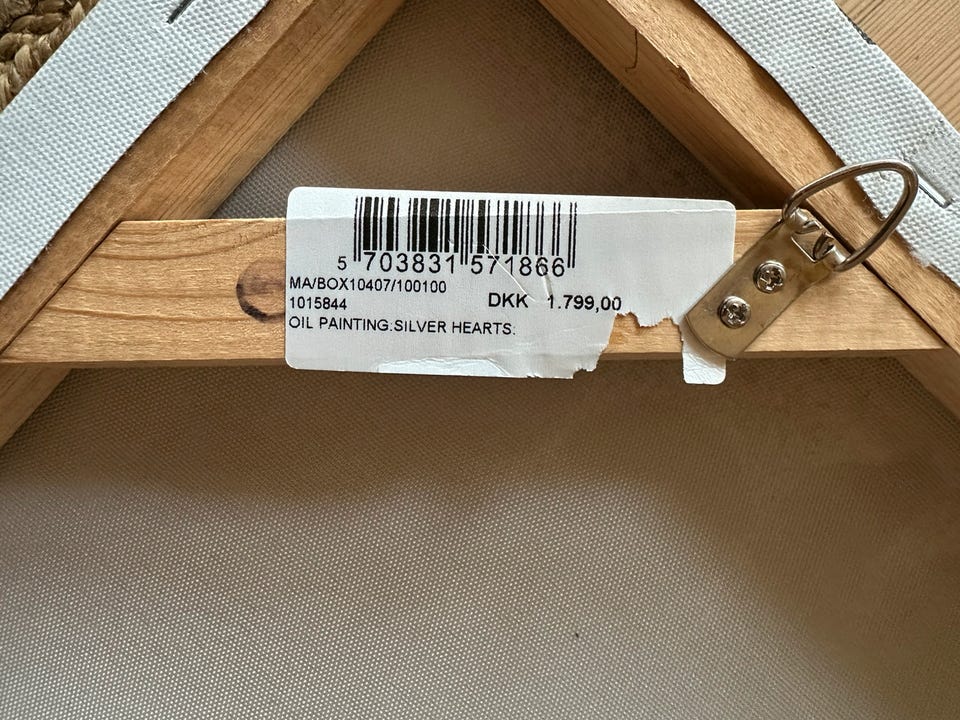 5 703831 571866
MA/BOX10407/100100
1015844 DKK 1.799,00
OIL PAINTING.SILVER HEARTS: